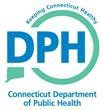 Keeping Connecticut Healthy
DPH
Connecticut Department
of Public Health